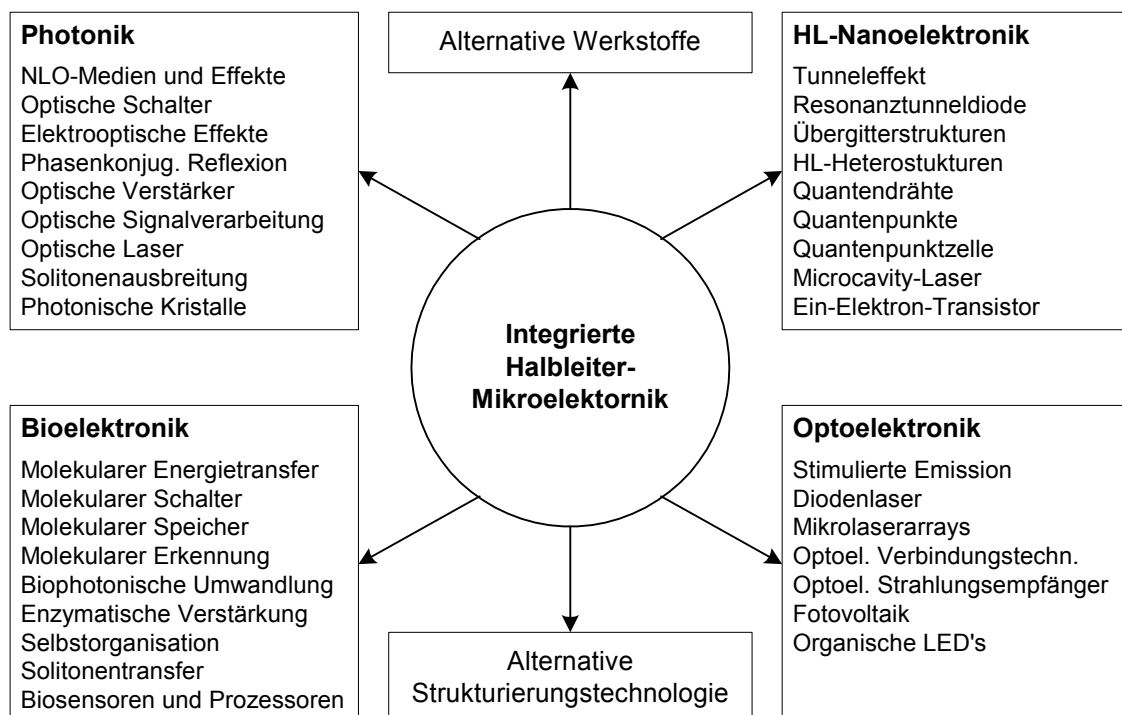 Photonik
NLO-Medien und Effekte
Optische Schalter
Elektrooptische Effekte
Phasenkonjug. Reflexion
Optische Verstärker
Optische Signalverarbeitung
Optische Laser
Solitonenausbreitung
Photonische Kristalle
Alternative Werkstoffe
HL-Nanoelektronik
Tunneleffekt
Resonanztunneldiode
Übergitterstrukturen
HL-Heterostukturen
Quantendrähte
Quantenpunkte
Quantenpunktzelle
Microcavity-Laser
Ein-Elektron-Transistor
Integrierte
Halbleiter-
Mikroelektornik
Bioelektronik
Molekularer Energietransfer
Molekularer Schalter
Molekularer Speicher
Molekularer Erkennung
Biophotonische Umwandlung
Enzymatische Verstärkung
Selbstorganisation
Solitonentransfer
Biosensoren und Prozessoren
Alternative
Strukturierungstechnologie
Optoelektronik
Stimulierte Emission
Diodenlaser
Mikrolaserarrays
Optoel. Verbindungstechn.
Optoel. Strahlungsempfänger
Fotovoltaik
Organische LED's